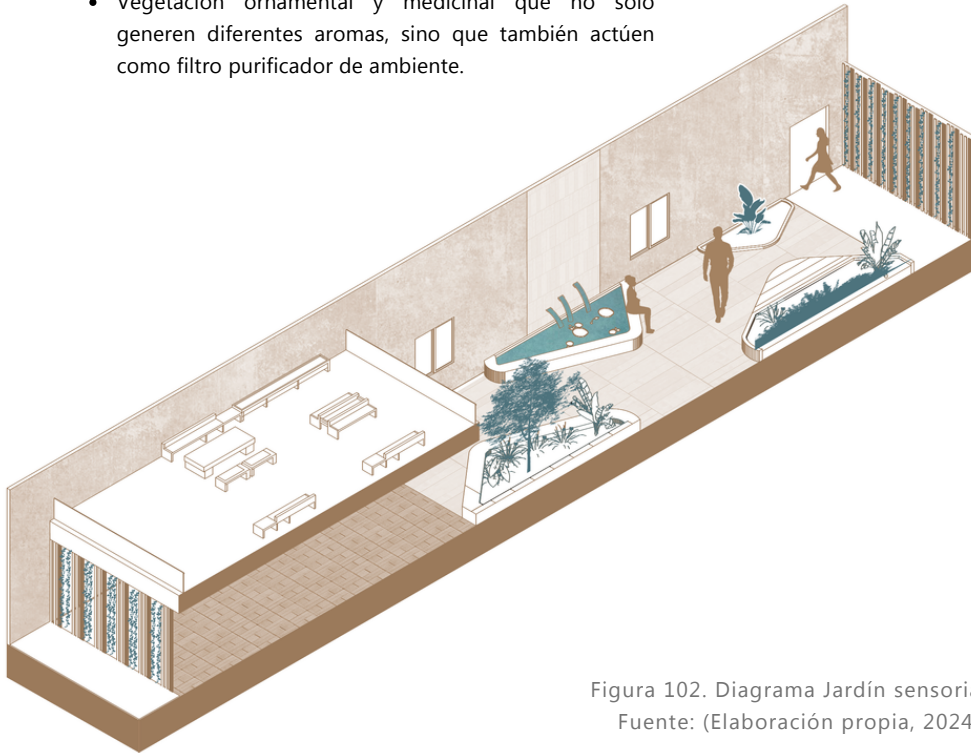 • Vegetación ornamental y medicinal que no solo
generen diferentes aromas, sino que también actúen
como filtro purificador de ambiente.
Figura 102. Diagrama Jardín sensoria
Fuente: (Elaboración propia, 2024